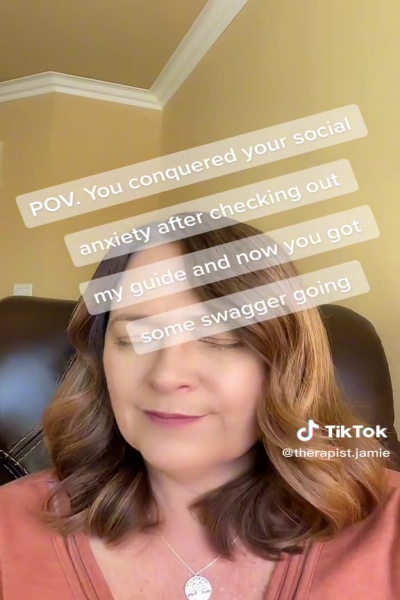 POV. You conquered your social
anxiety after checking out
my guide and now you got
some swagger going
TikTok
@therapist.jamie